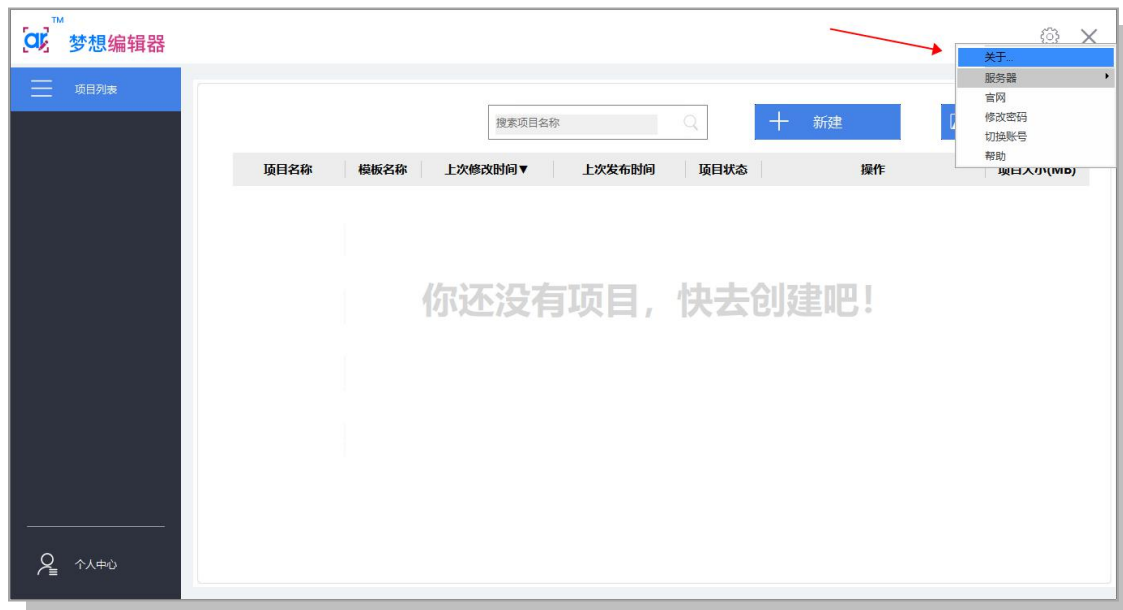 ar TM
梦想编辑器
关于...
服务器
官网
修改密码
切换账号
帮助
项目列表
搜索项目名称
新建
项目名称 模板名称 上次修改时间▼ 上次发布时间 项目状态 操作 项目大小(MB)
你还没有项目，快去创建吧！
个人中心